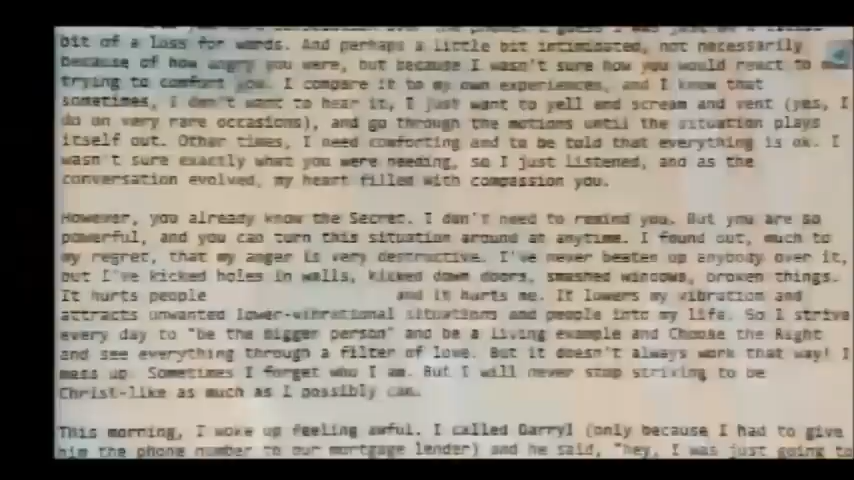 bit of a loss for words. And perhaps a little bit intimidated, not necessarily
because of how angry you were, but because I wasn't sure how you would react to me
trying to comfort you. I compare it to my own experiences, and I know that
sometimes, I don't want to hear it, I just want to yell and scream and vent (yes, I
do on very rare occasions), and go through the motions until the situation plays
itself out. Other times, I need comforting and to be told that everything is ok. I
wasn't sure exactly what you were needing, so I just listened, and as the
conversation evolved, my heart filled with compassion you.
However, you already know the Secret. I don't need to remind you. But you are so
powerful, and you can turn this situation around at anytime. I found out, much to
my regret, that my anger is very destructive. I've never beaten up anybody over it,
but I've kicked holes in walls, kicked down doors, smashed windows, broken things.
It hurts people and it hurts me. It lowers my vibration and
attracts unwanted lower-vibrational situations and people into my life. So I strive
every day to "be the bigger person" and be a living example and Choose the Right
and see everything through a filter of love. But it doesn't always work that way! I
mess up. Sometimes I forget who I am. But I will never stop striving to be
Christ-like as much as I possibly can.
This morning, I woke up feeling awful. I called Darryl (only because I had to give
him the phone number to our mortgage lender) and he said, "hey, I was just going to